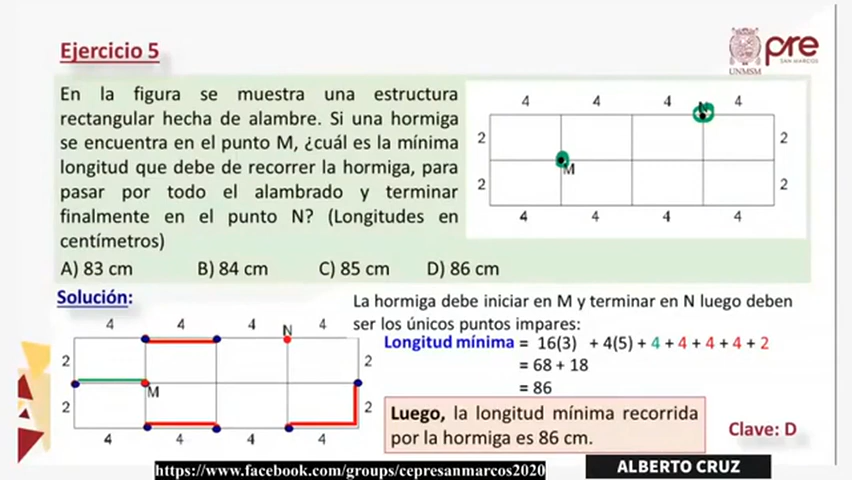 Ejercicio 5
UNMSM
pre
SAN MARCOS
En la figura se muestra una estructura
rectangular hecha de alambre. Si una hormiga
se encuentra en el punto M, ¿cuál es la mínima
longitud que debe de recorrer la hormiga, para
pasar por todo el alambrado y terminar
finalmente en el punto N? (Longitudes en
centímetros)
A) 83 cm B) 84 cm C) 85 cm D) 86 cm
4 4 4 N 4
2 2
M
2 2
4 4 4 4
Solución:
4 4 4 N 4
2 2
M
2 2
4 4 4 4
La hormiga debe iniciar en M y terminar en N luego deben
ser los únicos puntos impares:
Longitud mínima = 16(3) + 4(5) + 4 + 4 + 4 + 4 + 2
= 68 + 18
= 86
Luego, la longitud mínima recorrida
por la hormiga es 86 cm.
Clave: D
https://www.facebook.com/groups/cepresanmarcos2020
ALBERTO CRUZ